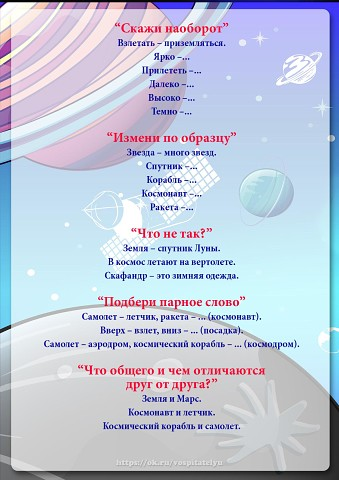 “Скажи наоборот”
Взлетать – приземляться.
Ярко –...
Прилететь –...
Далеко –...
Высоко –...
Темно –...
“Измени по образцу”
Звезда – много звезд.
Спутник –...
Корабль –...
Космонавт –...
Ракета –...
“Что не так?”
Земля – спутник Луны.
В космос летают на вертолете.
Скафандр – это зимняя одежда.
“Подбери парное слово”
Самолет – летчик, ракета – ... (космонавт).
Вверх – взлет, вниз – ... (посадка).
Самолет – аэродром, космический корабль – ... (космодром).
“Что общего и чем отличаются
друг от друга?”
Земля и Марс.
Космонавт и летчик.
Космический корабль и самолет.
https://ok.ru/vospitatelyu